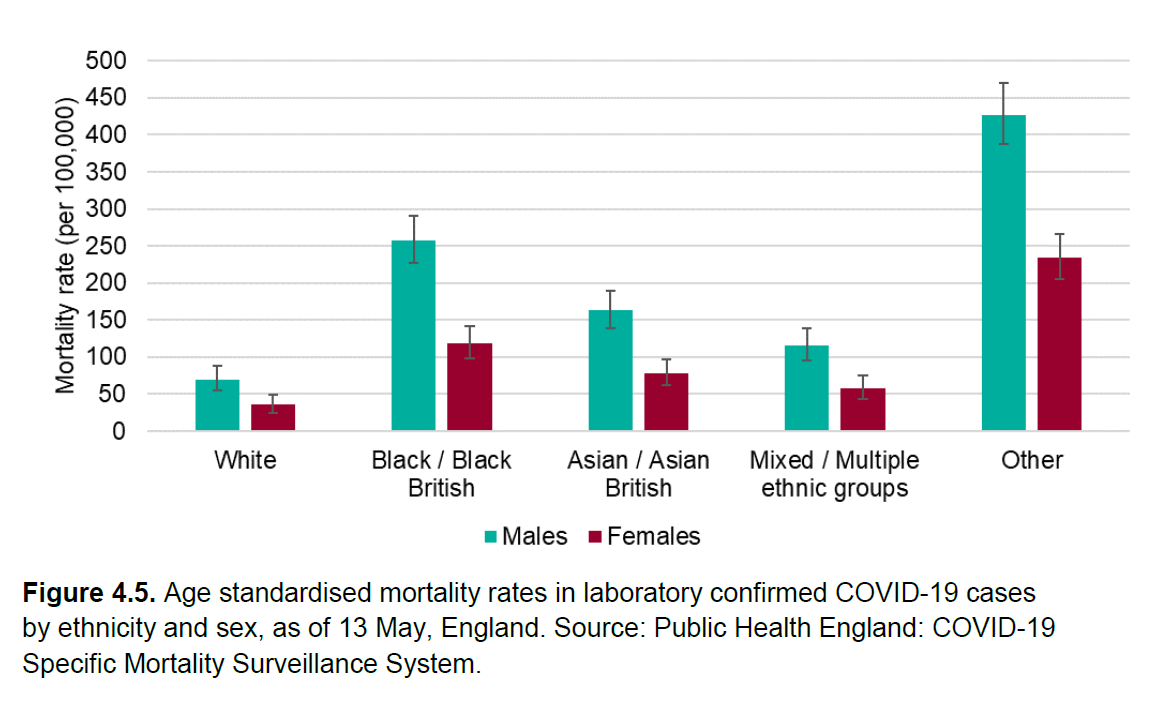 Mortality rate (per 100,000)
500
450
400
350
300
250
200
150
100
50
0
White
Black / Black
British
Asian / Asian
British
Mixed / Multiple
ethnic groups
Other
Males
Females
Figure 4.5. Age standardised mortality rates in laboratory confirmed COVID-19 cases
by ethnicity and sex, as of 13 May, England. Source: Public Health England: COVID-19
Specific Mortality Surveillance System.